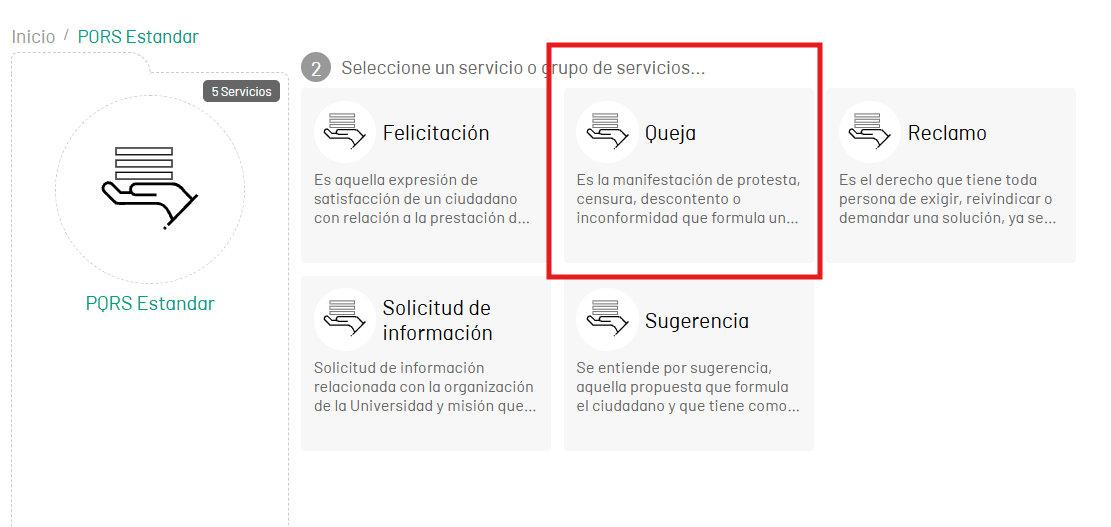 Inicio / PQRS Estandar
5 Servicios
PQRS Estandar
2 Seleccione un servicio o grupo de servicios...
Felicitación
Es aquella expresión de
satisfacción de un ciudadano
con relación a la prestación d...
Queja
Es la manifestación de protesta,
censura, descontento o
inconformidad que formula un...
Reclamo
Es el derecho que tiene toda
persona de exigir, reivindicar o
demandar una solución, ya se...
Solicitud de
información
Solicitud de información
relacionada con la organización
de la Universidad y misión que...
Sugerencia
Se entiende por sugerencia,
aquella propuesta que formula
el ciudadano y que tiene como...